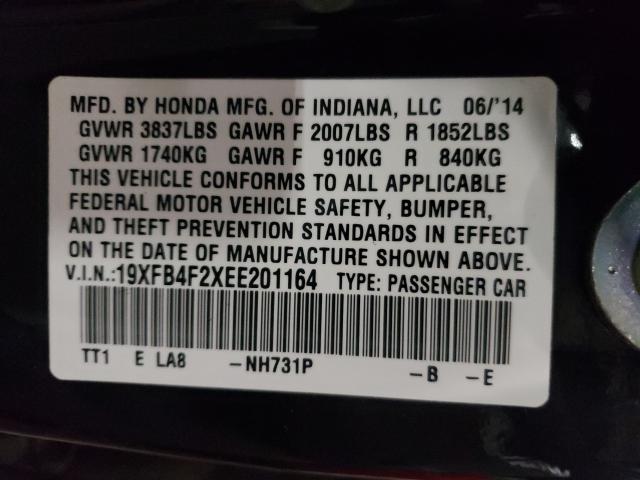 MFD. BY HONDA MFG. OF INDIANA, LLC 06/'14
GVWR 3837LBS GAWR F 2007LBS R 1852LBS
GVWR 1740KG GAWR F 910KG R 840KG
THIS VEHICLE CONFORMS TO ALL APPLICABLE
FEDERAL MOTOR VEHICLE SAFETY, BUMPER,
AND THEFT PREVENTION STANDARDS IN EFFECT
ON THE DATE OF MANUFACTURE SHOWN ABOVE.
V.I.N.:19XFB4F2XEE201164 TYPE: PASSENGER CAR
TT1 E LA8 –NH731P –B –E